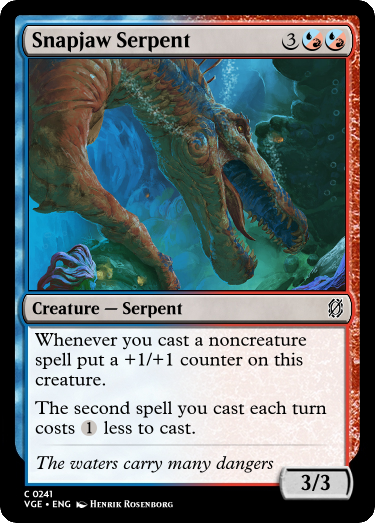 Snapjaw Serpent 3
Creature — Serpent
Whenever you cast a noncreature
spell put a +1/+1 counter on this
creature.
The second spell you cast each turn
costs 1 less to cast.
The waters carry many dangers
3/3
C 0241
VGE • ENG Henrik Rosenborg